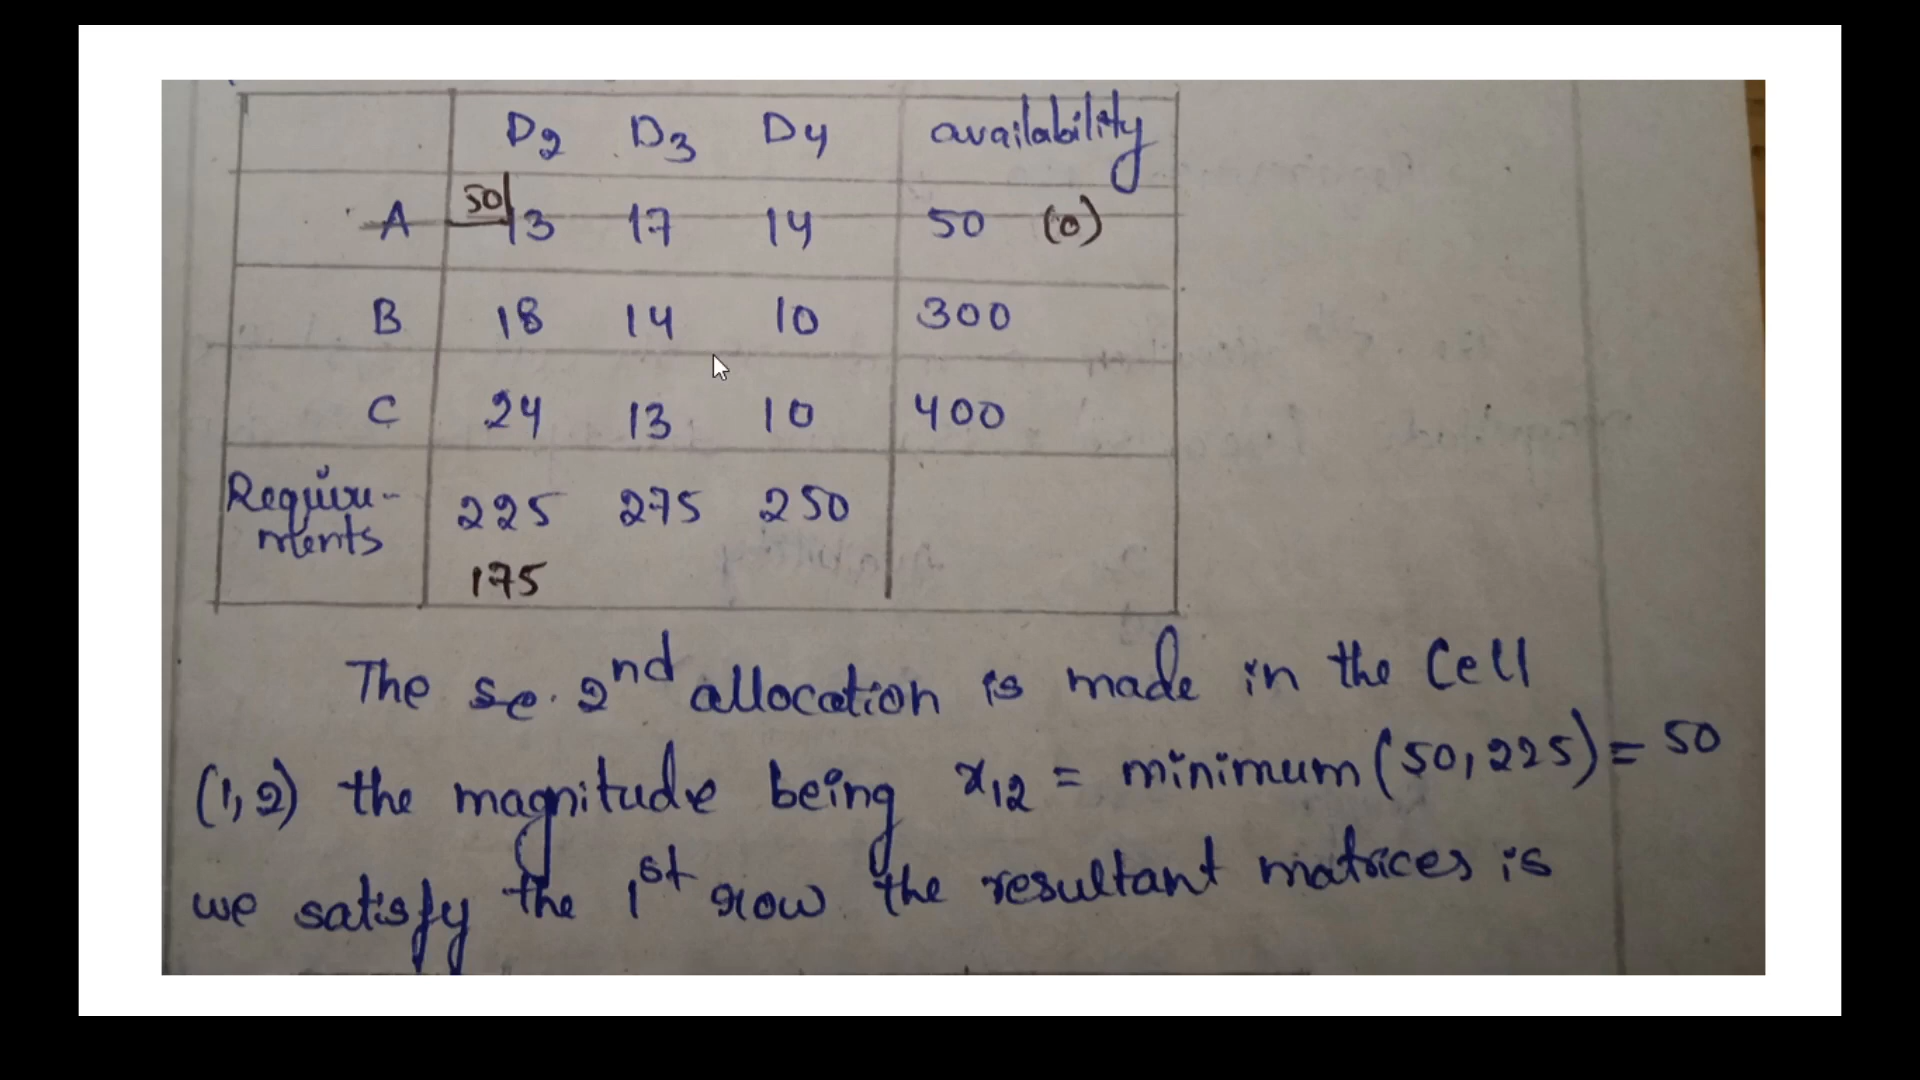 D2 D3 D4 availability
A 50 13 17 14 50 (0)
B 18 14 10 300
C 24 13 10 400
Require-
ments 225 275 250
175
The se. 2nd allocation is made in the Cell
(1,2) the magnitude being x12 = minimum (50,225) = 50
we satisfy the 1st row. the resultant matrices is